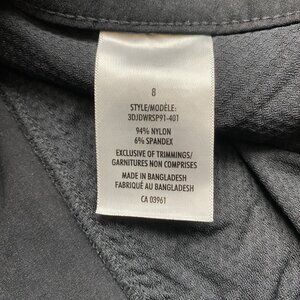 8
STYLE/MODÈLE:
3DJDWRSP91-401
94% NYLON
6% SPANDEX
EXCLUSIVE OF TRIMMINGS/
GARNITURES NON COMPRISES
MADE IN BANGLADESH
FABRIQUÉ AU BANGLADESH
CA 03961